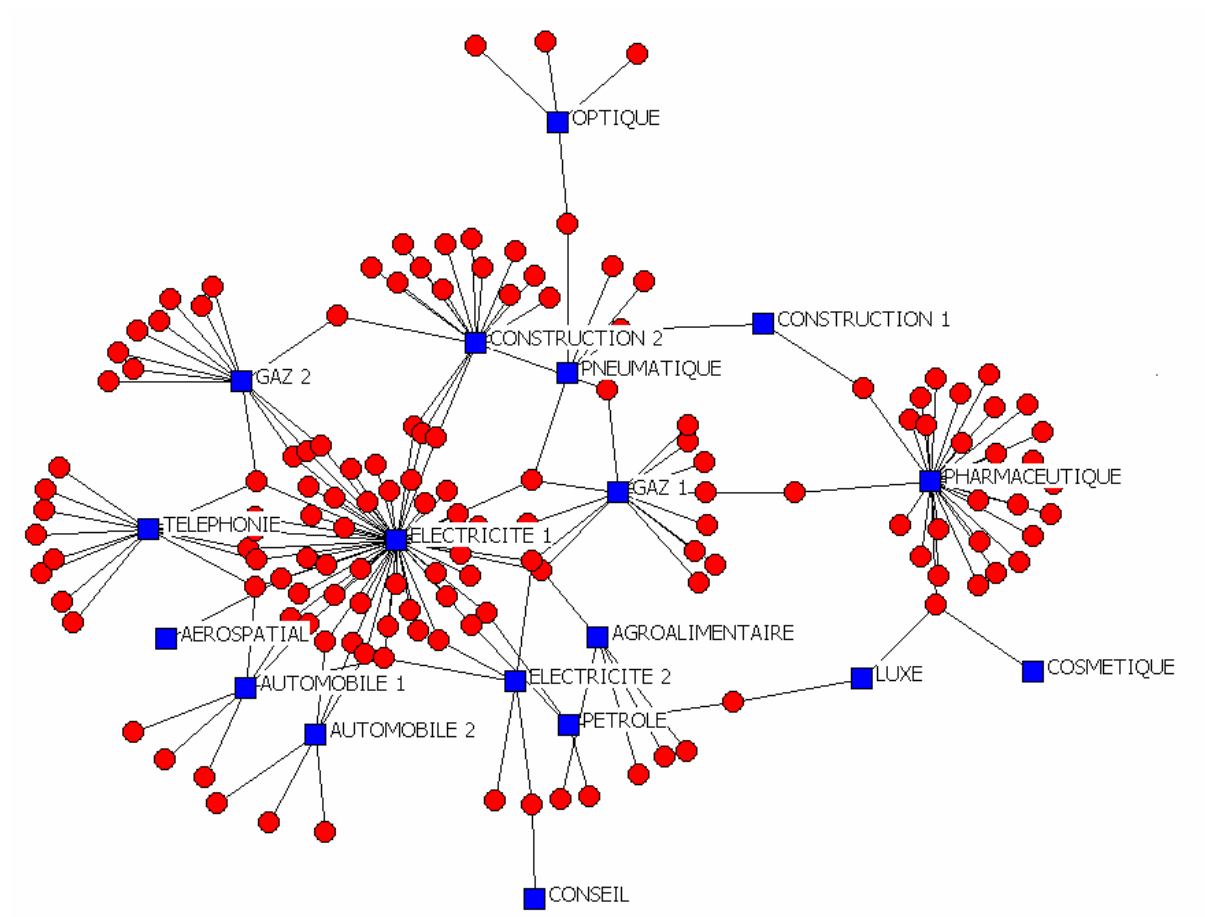 OPTIQUE
CONSTRUCTION 1
CONSTRUCTION 2
PNEUMATIQUE
GAZ 2
PHARMACEUTIQUE
GAZ 1
TELEPHONIE
ELECTRICITE 1
AEROSPATIAL
AGROALIMENTAIRE
COSMETIQUE
LUXE
ELECTRICITE 2
AUTOMOBILE 1
PETROLE
AUTOMOBILE 2
CONSEIL